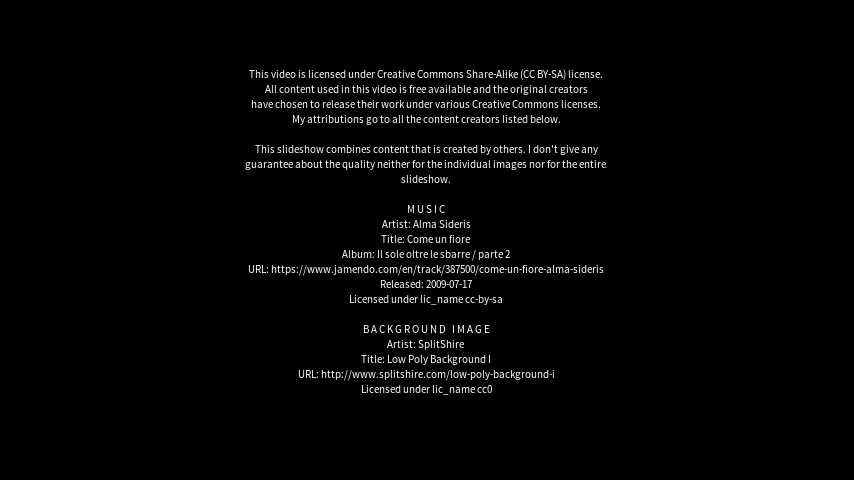 This video is licensed under Creative Commons Share-Alike (CC BY-SA) license.
All content used in this video is free available and the original creators
have chosen to release their work under various Creative Commons licenses.
My attributions go to all the content creators listed below.
This slideshow combines content that is created by others. I don't give any
guarantee about the quality neither for the individual images nor for the entire
slideshow.
MUSIC
Artist: Alma Sideris
Title: Come un fiore
Album: Il sole oltre le sbarre / parte 2
URL: https://www.jamendo.com/en/track/387500/come-un-fiore-alma-sideris
Released: 2009-07-17
Licensed under lic_name cc-by-sa
BACKGROUND IMAGE
Artist: SplitShire
Title: Low Poly Background I
URL: http://www.splitshire.com/low-poly-background-i
Licensed under lic_name cc0